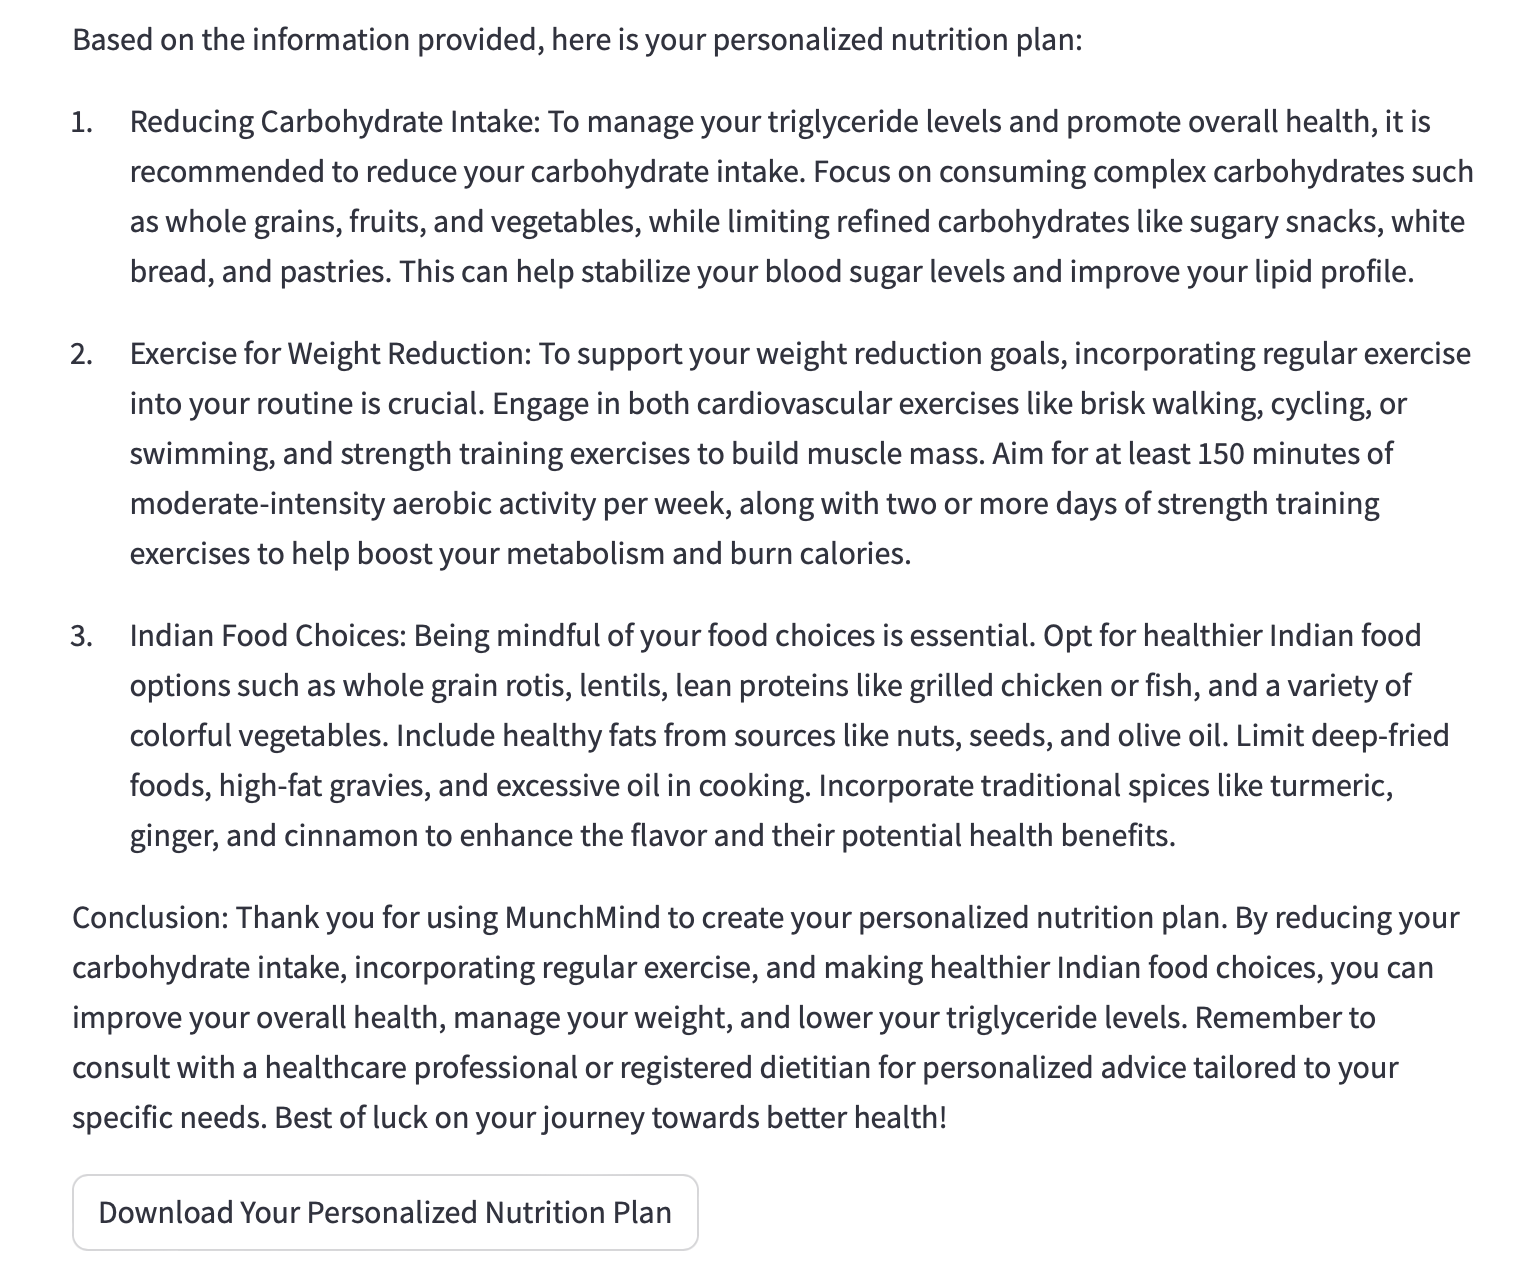 Based on the information provided, here is your personalized nutrition plan:
1. Reducing Carbohydrate Intake: To manage your triglyceride levels and promote overall health, it is
recommended to reduce your carbohydrate intake. Focus on consuming complex carbohydrates such
as whole grains, fruits, and vegetables, while limiting refined carbohydrates like sugary snacks, white
bread, and pastries. This can help stabilize your blood sugar levels and improve your lipid profile.
2. Exercise for Weight Reduction: To support your weight reduction goals, incorporating regular exercise
into your routine is crucial. Engage in both cardiovascular exercises like brisk walking, cycling, or
swimming, and strength training exercises to build muscle mass. Aim for at least 150 minutes of
moderate-intensity aerobic activity per week, along with two or more days of strength training
exercises to help boost your metabolism and burn calories.
3. Indian Food Choices: Being mindful of your food choices is essential. Opt for healthier Indian food
options such as whole grain rotis, lentils, lean proteins like grilled chicken or fish, and a variety of
colorful vegetables. Include healthy fats from sources like nuts, seeds, and olive oil. Limit deep-fried
foods, high-fat gravies, and excessive oil in cooking. Incorporate traditional spices like turmeric,
ginger, and cinnamon to enhance the flavor and their potential health benefits.
Conclusion: Thank you for using MunchMind to create your personalized nutrition plan. By reducing your
carbohydrate intake, incorporating regular exercise, and making healthier Indian food choices, you can
improve your overall health, manage your weight, and lower your triglyceride levels. Remember to
consult with a healthcare professional or registered dietitian for personalized advice tailored to your
specific needs. Best of luck on your journey towards better health!
Download Your Personalized Nutrition Plan